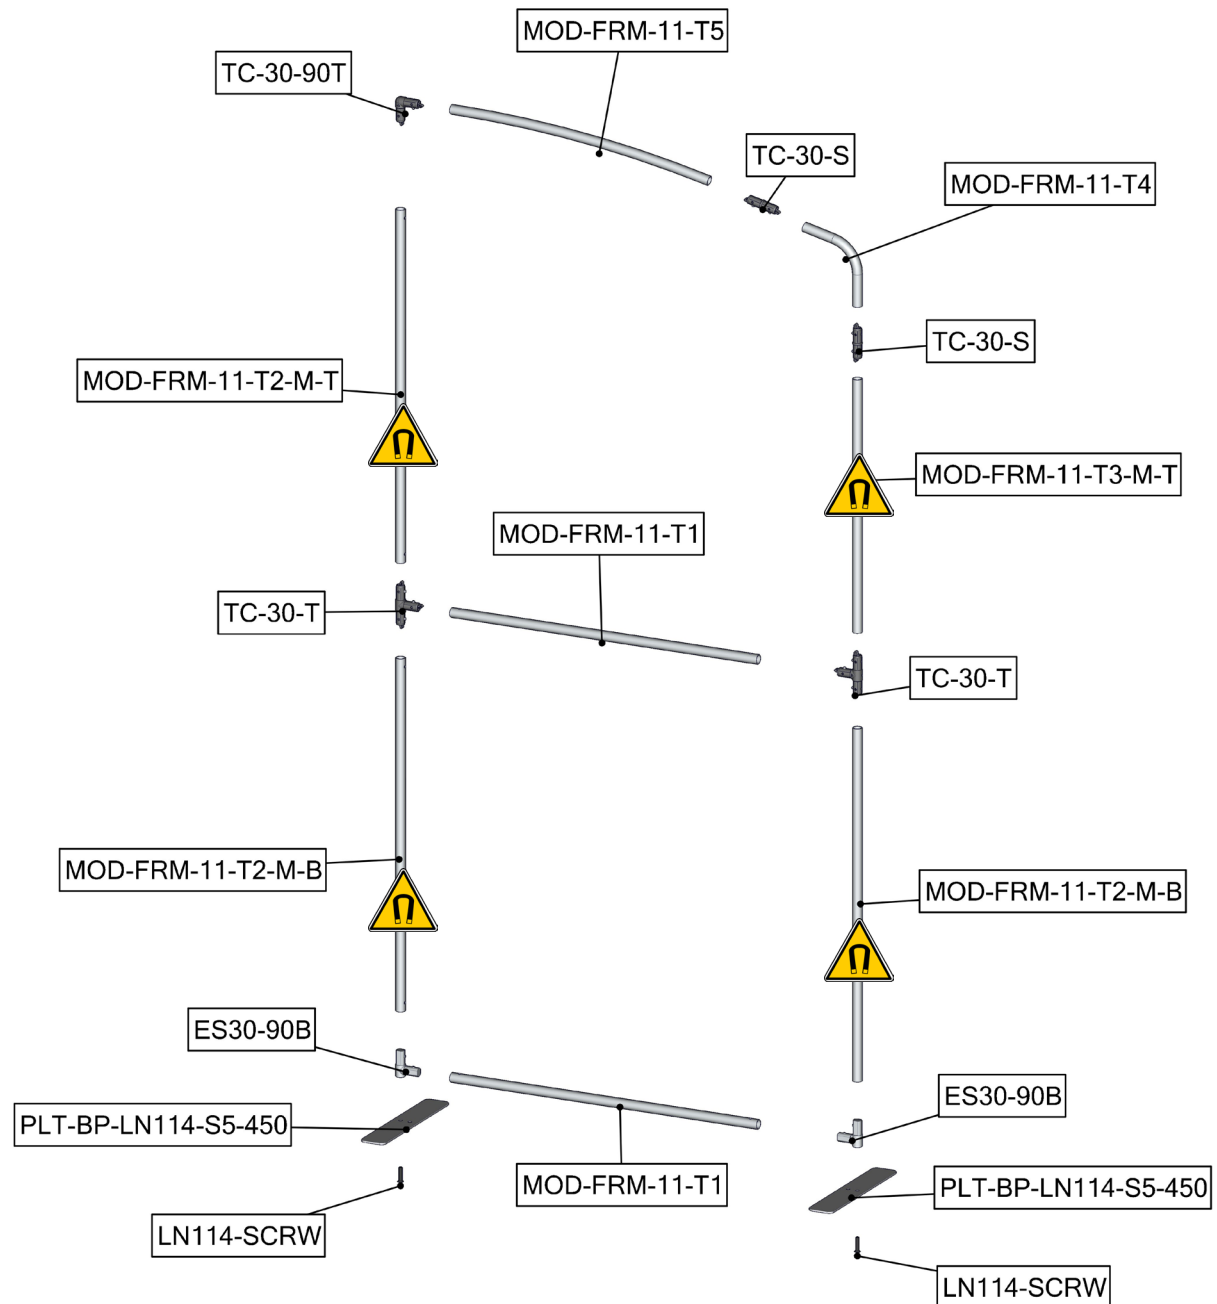 MOD-FRM-11-T5
TC-30-90T
TC-30-S
MOD-FRM-11-T4
TC-30-S
MOD-FRM-11-T2-M-T
MOD-FRM-11-T3-M-T
MOD-FRM-11-T1
TC-30-T
TC-30-T
MOD-FRM-11-T2-M-B
MOD-FRM-11-T2-M-B
ES30-90B
ES30-90B
PLT-BP-LN114-S5-450
MOD-FRM-11-T1
PLT-BP-LN114-S5-450
LN114-SCRW
LN114-SCRW